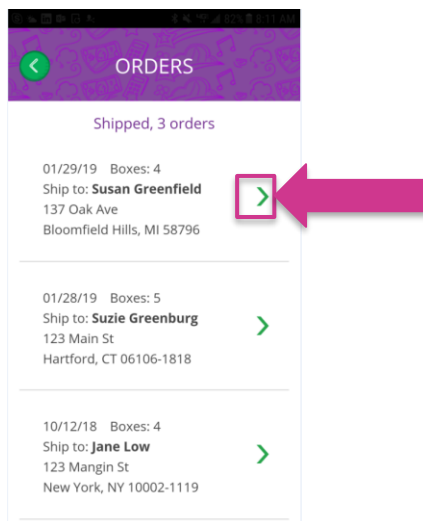 82% 8:11 AM
ORDERS
Shipped, 3 orders
01/29/19 Boxes: 4
Ship to: Susan Greenfield
137 Oak Ave
Bloomfield Hills, MI 58796
01/28/19 Boxes: 5
Ship to: Suzie Greenburg
123 Main St
Hartford, CT 06106-1818
10/12/18 Boxes: 4
Ship to: Jane Low
123 Mangin St
New York, NY 10002-1119